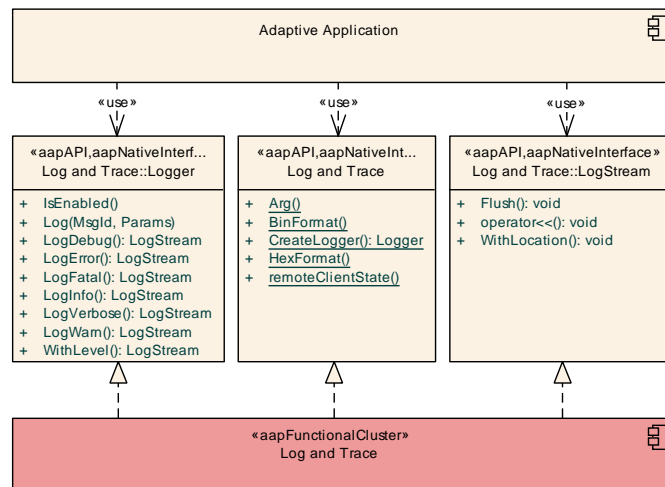 Adaptive Application
«use»
«use»
«use»
«aapAPI,aapNativeInterf...
Log and Trace::Logger
+ IsEnabled()
+ Log(MsgId, Params)
+ LogDebug(): LogStream
+ LogError(): LogStream
+ LogFatal(): LogStream
+ LogInfo(): LogStream
+ LogVerbose(): LogStream
+ LogWarn(): LogStream
+ WithLevel(): LogStream
«aapAPI,aapNativeInt...
Log and Trace
+ Arg()
+ BinFormat()
+ CreateLogger(): Logger
+ HexFormat()
+ remoteClientState()
«aapAPI,aapNativeInterface»
Log and Trace::LogStream
+ Flush(): void
+ operator<<(): void
+ WithLocation(): void
«aapFunctionalCluster»
Log and Trace